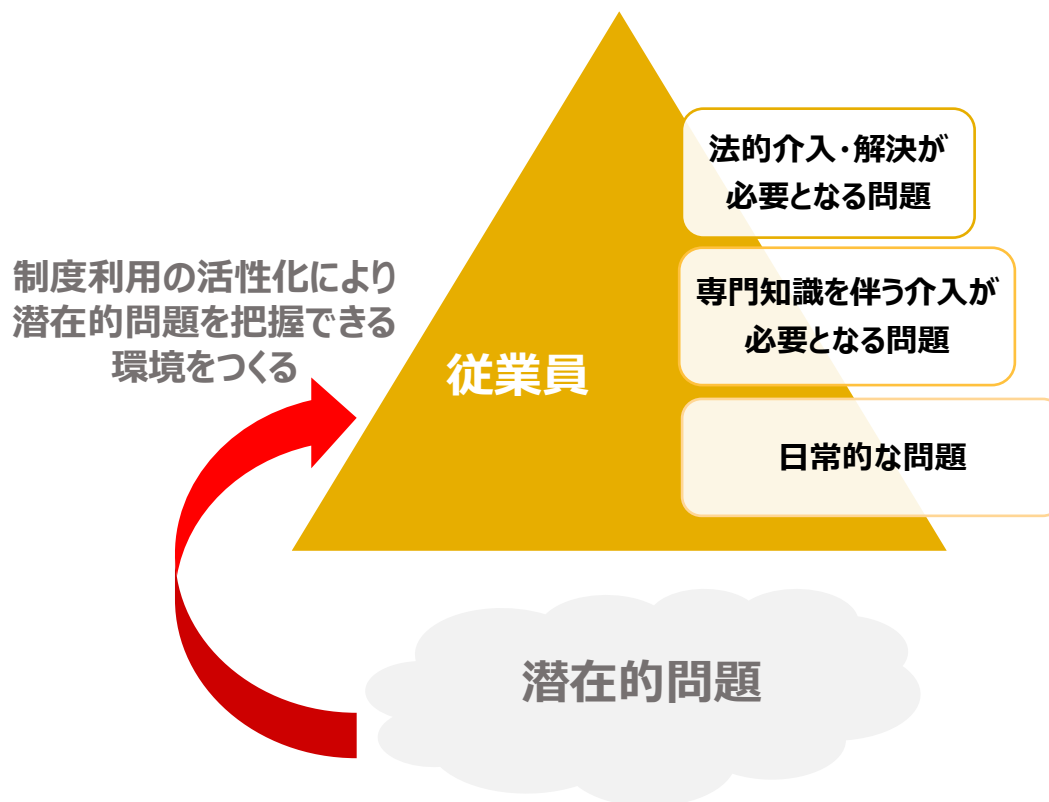 法的介入・解決が
必要となる問題
制度利用の活性化により
潜在的問題を把握できる
環境をつくる
専門知識を伴う介入が
必要となる問題
従業員
日常的な問題
潜在的問題